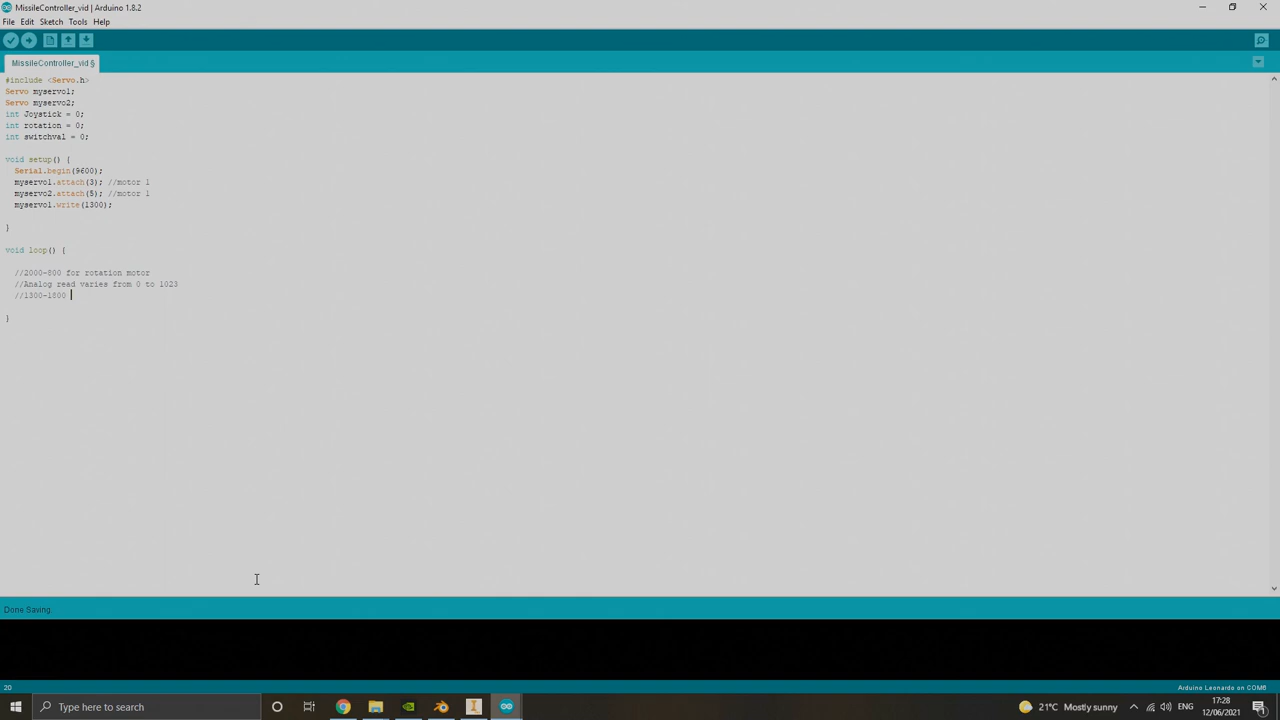 MissileController_vid | Arduino 1.8.2
File Edit Sketch Tools Help
MissileController_vid §
#include <Servo.h>
Servo myservo1;
Servo myservo2;
int Joystick = 0;
int rotation = 0;
int switchval = 0;
void setup() {
Serial.begin(9600);
myservo1.attach(3); //motor 1
myservo2.attach(5); //motor 1
myservo1.write(1300);
}
void loop() {
//2000-800 for rotation motor
//Analog read varies from 0 to 1023
//1300-1800
}
Done Saving.
20
Arduino Leonardo on COM6
Type here to search
21°C Mostly sunny
ENG
17:28
12/06/2021
1